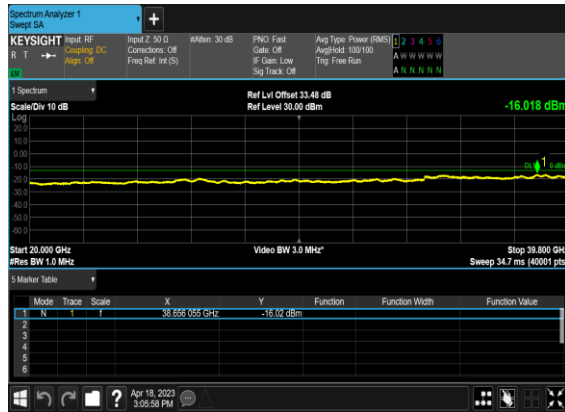 Spectrum Analyzer 1
Swept SA
+
KEYSIGHT Input: RF Input Z: 50 Ω #Atten: 30 dB PNO: Fast Avg Type: Power (RMS) 1 2 3 4 5 6
R T Coupling: DC Corrections: Off Gate: Off Avg|Hold: 100/100 A W W W W W
Align: Off Freq Ref: Int (S) IF Gain: Low Trig: Free Run
Sig Track: Off A N N N N N
1 Spectrum
Ref Lvl Offset 33.48 dB
Scale/Div 10 dB Ref Level 30.00 dBm -16.018 dBm
Log
20.0
10.0
0.00
1
-10.0
-20.0
-30.0
-40.0
-50.0
-60.0
Start 20.000 GHz Video BW 3.0 MHz* Stop 39.800 GHz
#Res BW 1.0 MHz Sweep 34.7 ms (40001 pts)
5 Marker Table
Mode Trace Scale X Y Function Function Width Function Value
1 N 1 f 38.656 055 GHz -16.02 dBm
2
3
4
5
6
? Apr 18, 2023
3:05:58 PM